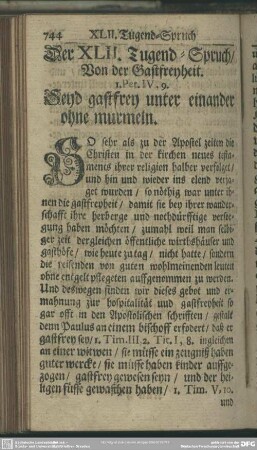 744 XLII. Tugend-Spruch
Der XLII. Tugend-Spruch/
Von der Gastfreyheit.
1. Pet. IV. 9.
Seyd gastfrey unter einander
ohne murmeln.
SO sehr als zu der Apostel zeiten die
Christen in der kirchen neues testa-
ments ihrer religion halber verfolget/
und hin und wieder ins elend verja-
get wurden/ so nöthig war unter ih-
nen die gastfreyheit/ damit sie bey ihrer wander-
schafft ihre herberge und nothdürfftige verfle-
gung haben möchten/ zumahl weil man selbi-
ger zeit dergleichen öffentliche wirthshäuser und
gasthöfe/ wie heute zu tag/ nicht hatte/ sondern
die reisenden von guten wohlmeinenden leuten
ohne entgelt pflegeten auffgenommen zu werden.
Und deswegen finden wir dieses gebot und er-
mahnung zur hospitalität und gastfreyheit so
gar offt in den Apostolischen schrifften/ gestalt
denn Paulus an einem bischoff erfodert/ daß er
gastfrey sey/ 1. Tim. III. 2. Tit. I, 8. ingleichen
an einer witwen/ sie müsse ein zeugniß haben
guter wercke/ sie müsse haben kinder auffge-
zogen/ gastfrey gewesen seyn/ und der hei-
ligen füsse gewaschen haben/ 1. Tim. V, 10.
und